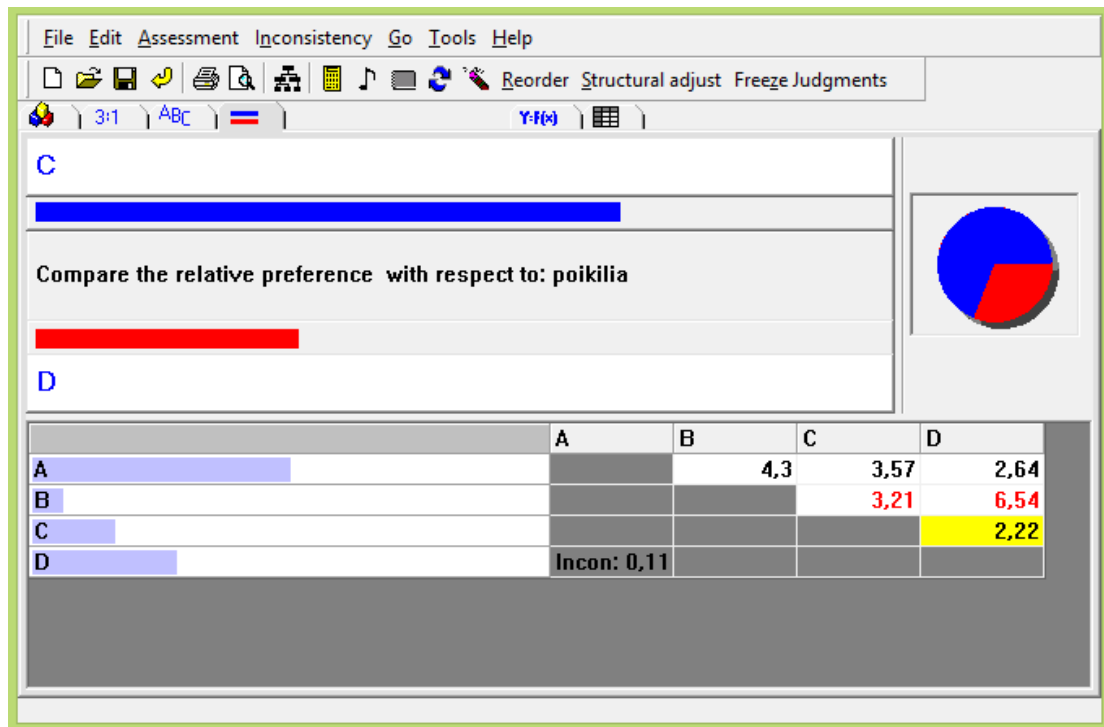 File Edit Assessment Inconsistency Go Tools Help
Reorder Structural adjust Freeze Judgments
3:1 ABC Y=F(x)
C
Compare the relative preference with respect to: poikilia
D
A B C D
A 4,3 3,57 2,64
B 3,21 6,54
C 2,22
D Incon: 0,11